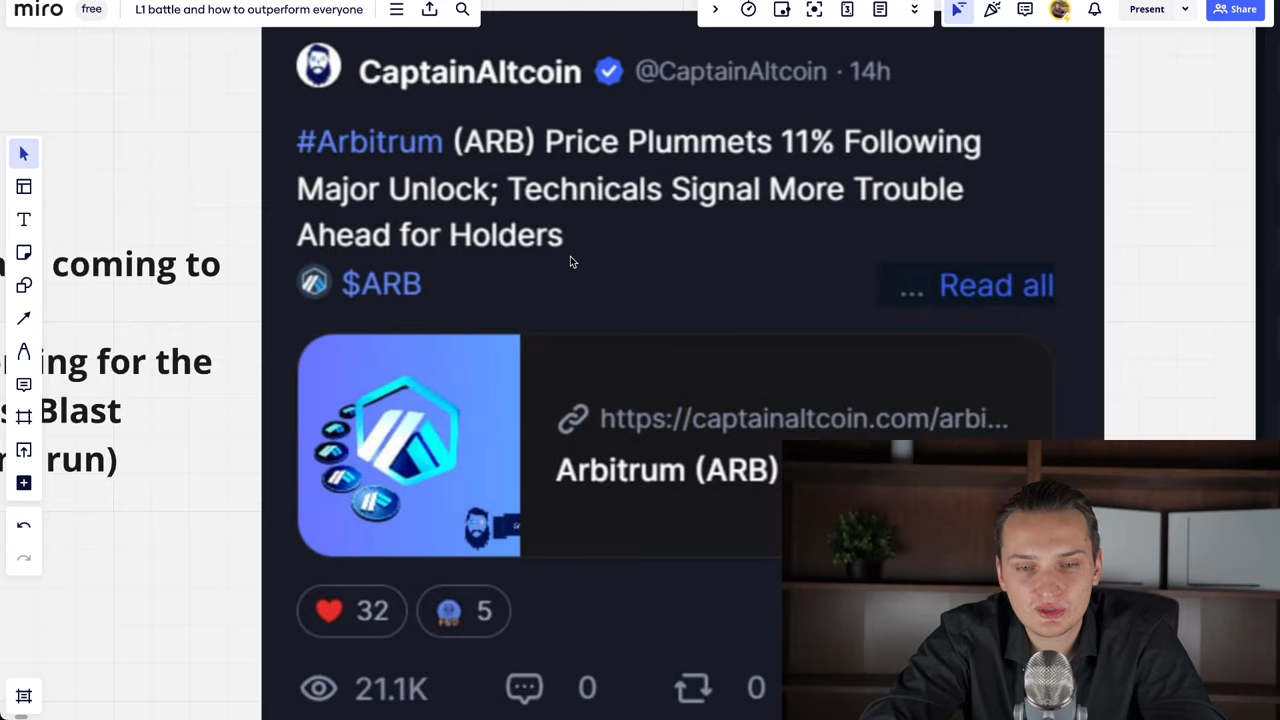 miro free L1 battle and how to outperform everyone
3 Present Share
CaptainAltcoin @CaptainAltcoin · 14h
#Arbitrum (ARB) Price Plummets 11% Following
Major Unlock; Technicals Signal More Trouble
Ahead for Holders
$ARB ... Read all
coming to
ing for the
Blast
run)
https://captainaltcoin.com/arbi...
Arbitrum (ARB)
32 5
21.1K 0 0